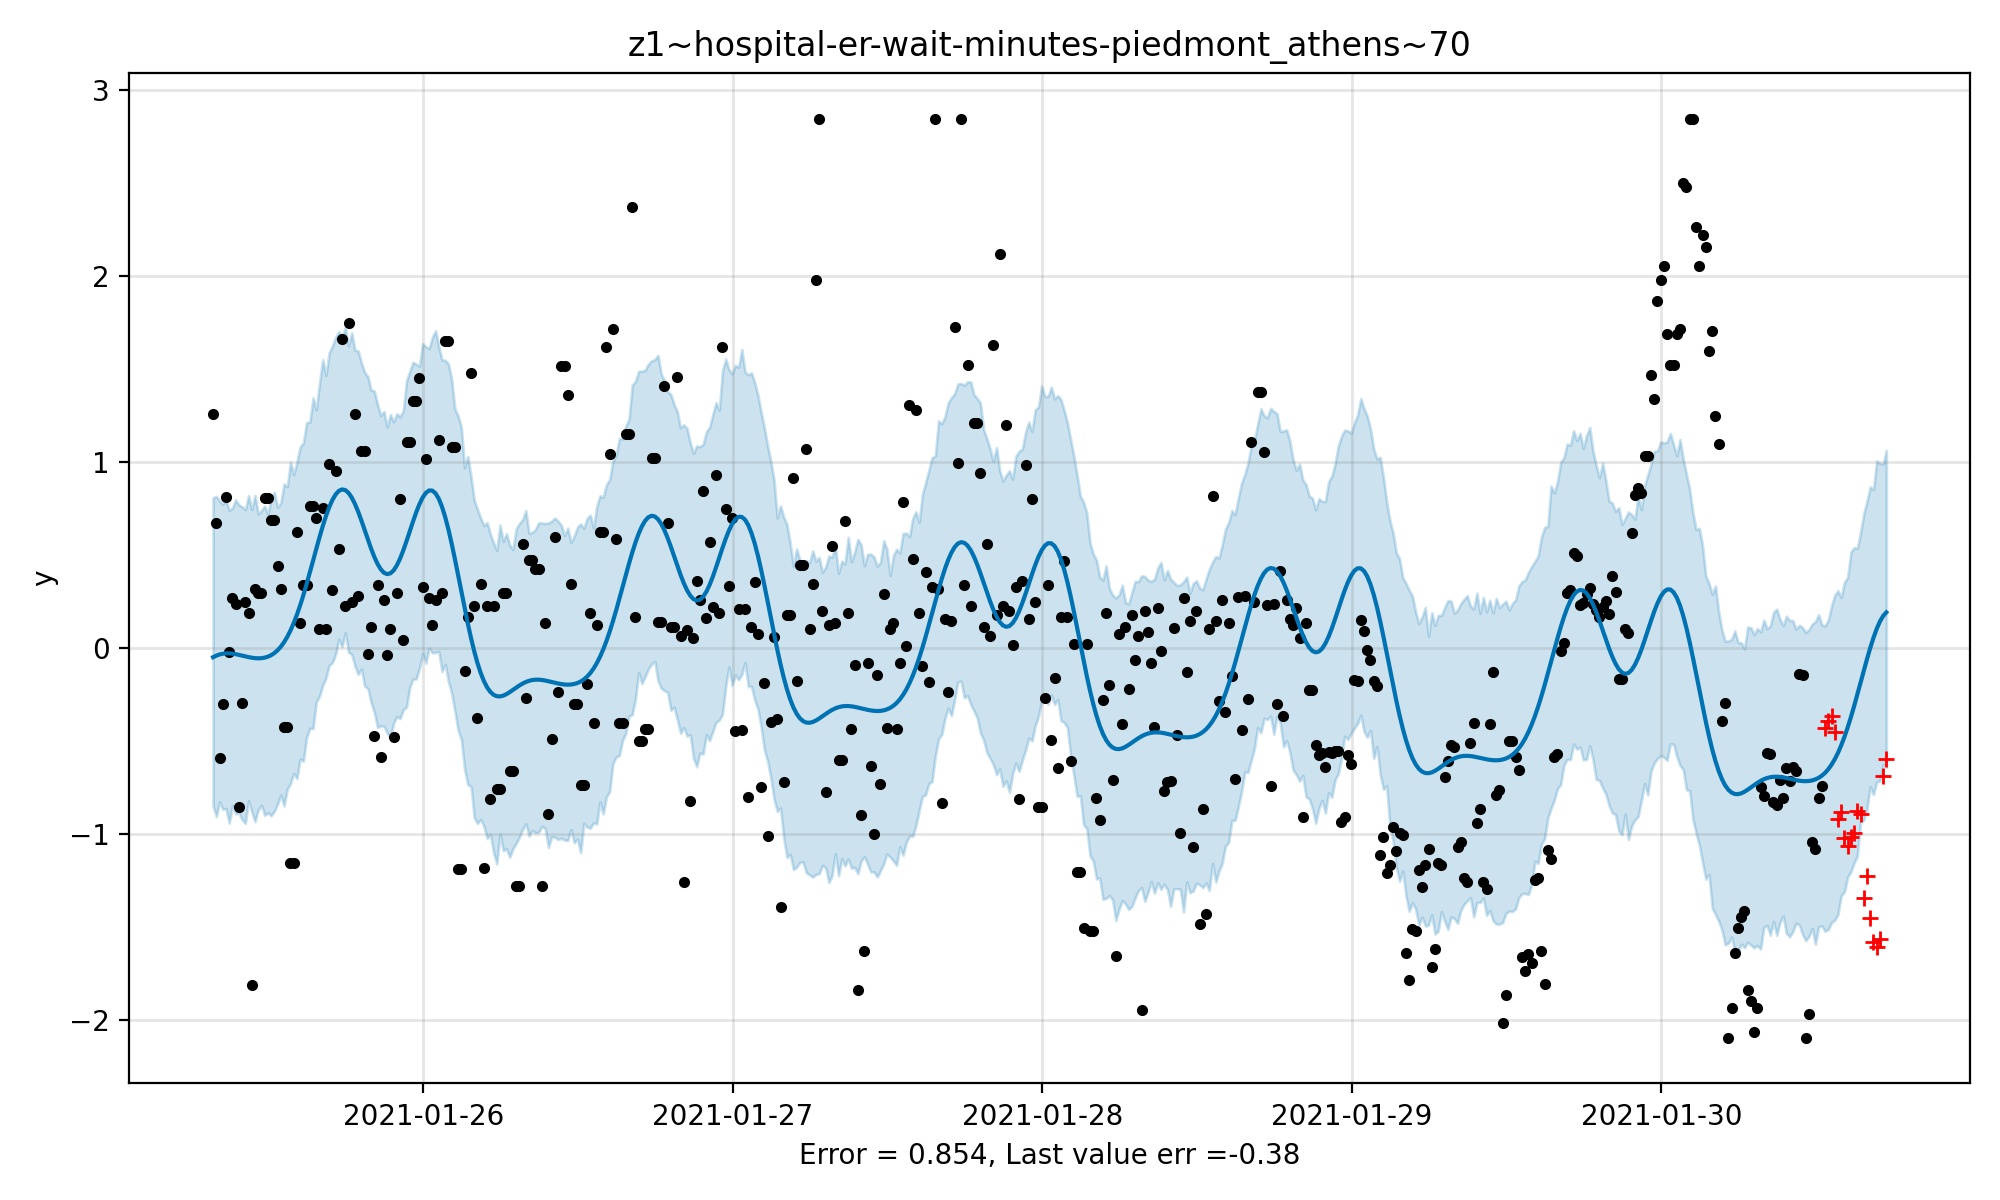 z1~hospital-er-wait-minutes-piedmont_athens~70
3
2
1
0
−1
−2
y
2021-01-26 2021-01-27 2021-01-28 2021-01-29 2021-01-30
Error = 0.854, Last value err =-0.38